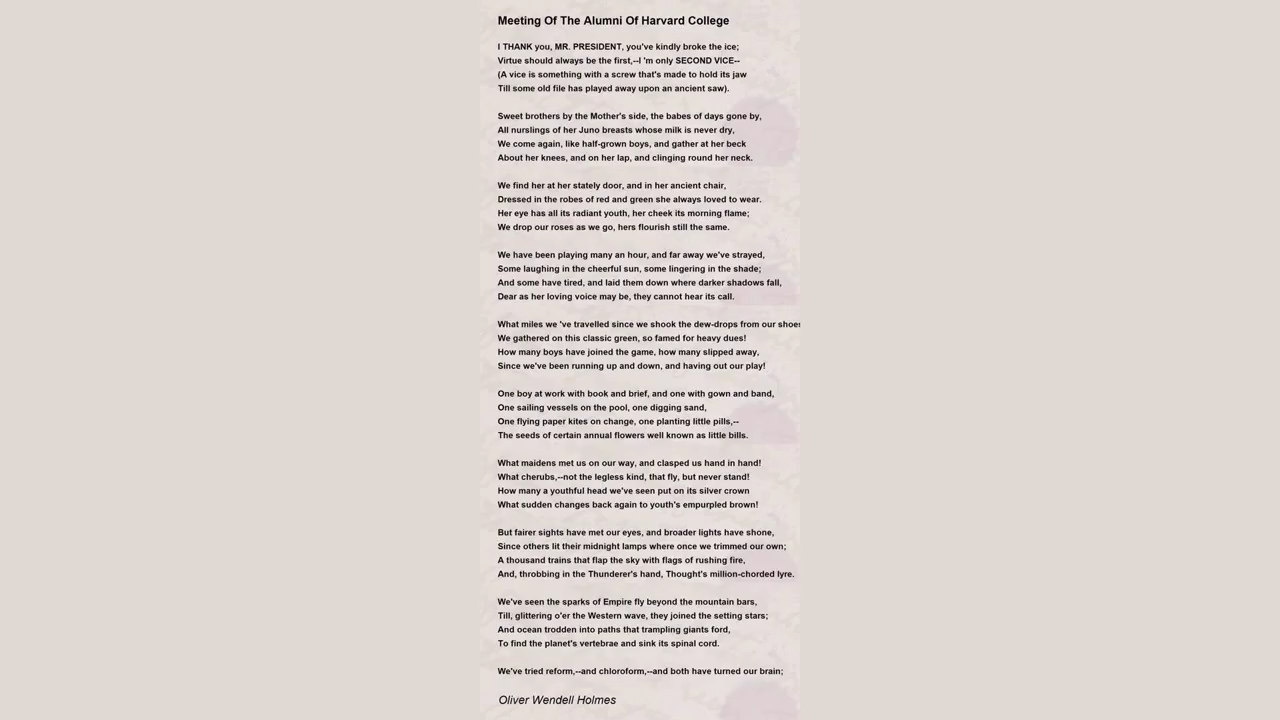 Meeting Of The Alumni Of Harvard College
I THANK you, MR. PRESIDENT, you've kindly broke the ice;
Virtue should always be the first,--I 'm only SECOND VICE--
(A vice is something with a screw that's made to hold its jaw
Till some old file has played away upon an ancient saw).
Sweet brothers by the Mother's side, the babes of days gone by,
All nurslings of her Juno breasts whose milk is never dry,
We come again, like half-grown boys, and gather at her beck
About her knees, and on her lap, and clinging round her neck.
We find her at her stately door, and in her ancient chair,
Dressed in the robes of red and green she always loved to wear.
Her eye has all its radiant youth, her cheek its morning flame;
We drop our roses as we go, hers flourish still the same.
We have been playing many an hour, and far away we've strayed,
Some laughing in the cheerful sun, some lingering in the shade;
And some have tired, and laid them down where darker shadows fall,
Dear as her loving voice may be, they cannot hear its call.
What miles we 've travelled since we shook the dew-drops from our shoes
We gathered on this classic green, so famed for heavy dues!
How many boys have joined the game, how many slipped away,
Since we've been running up and down, and having out our play!
One boy at work with book and brief, and one with gown and band,
One sailing vessels on the pool, one digging sand,
One flying paper kites on change, one planting little pills,--
The seeds of certain annual flowers well known as little bills.
What maidens met us on our way, and clasped us hand in hand!
What cherubs,--not the legless kind, that fly, but never stand!
How many a youthful head we've seen put on its silver crown
What sudden changes back again to youth's empurpled brown!
But fairer sights have met our eyes, and broader lights have shone,
Since others lit their midnight lamps where once we trimmed our own;
A thousand trains that flap the sky with flags of rushing fire,
And, throbbing in the Thunderer's hand, Thought's million-chorded lyre.
We've seen the sparks of Empire fly beyond the mountain bars,
Till, glittering o'er the Western wave, they joined the setting stars;
And ocean trodden into paths that trampling giants ford,
To find the planet's vertebrae and sink its spinal cord.
We've tried reform,--and chloroform,--and both have turned our brain;
Oliver Wendell Holmes